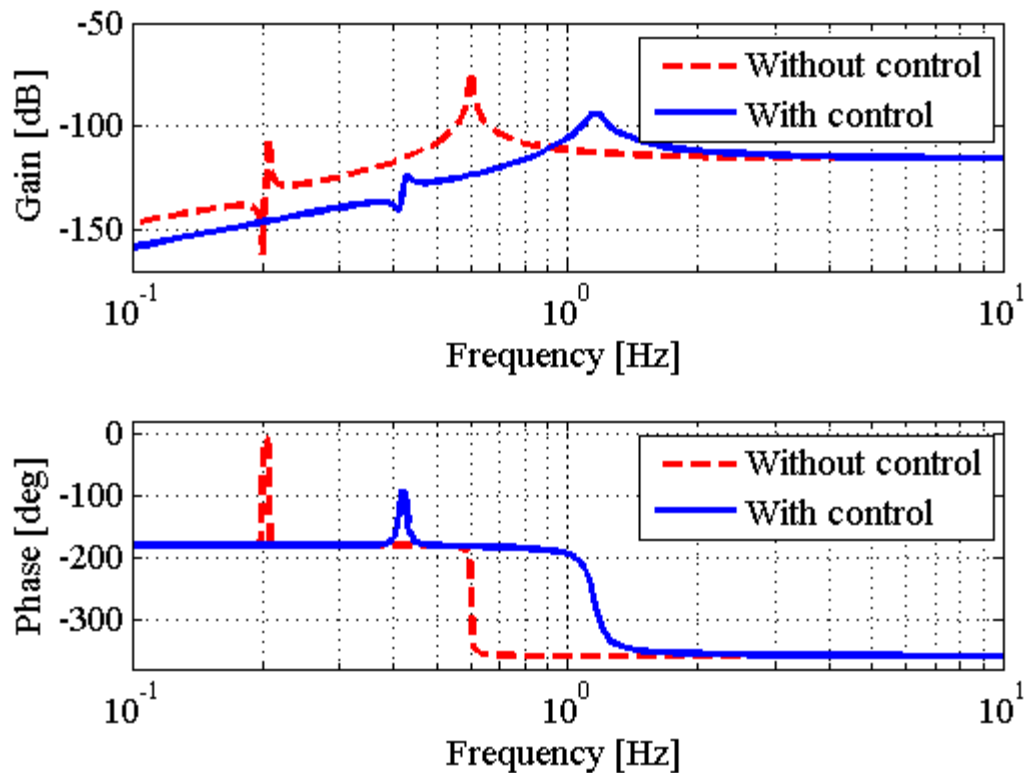 -50
-100
-150
Gain [dB]
Without control
With control
10^-1
10^0
10^1
Frequency [Hz]
0
-100
-200
-300
Phase [deg]
Without control
With control
10^-1
10^0
10^1
Frequency [Hz]